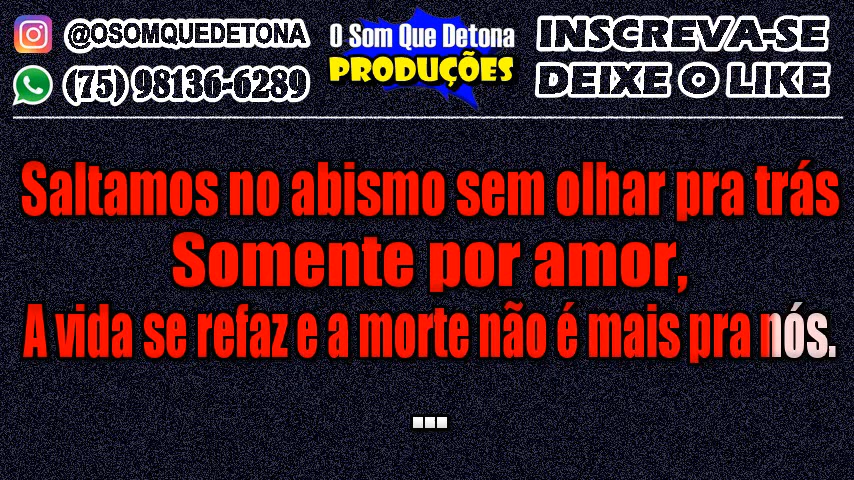 @OSOMQUEDETONA
(75) 98136-6289
O Som Que Detona
PRODUÇÕES
INSCREVA-SE
DEIXE O LIKE
Saltamos no abismo sem olhar pra trás
Somente por amor,
A vida se refaz e a morte não é mais pra nós.
...